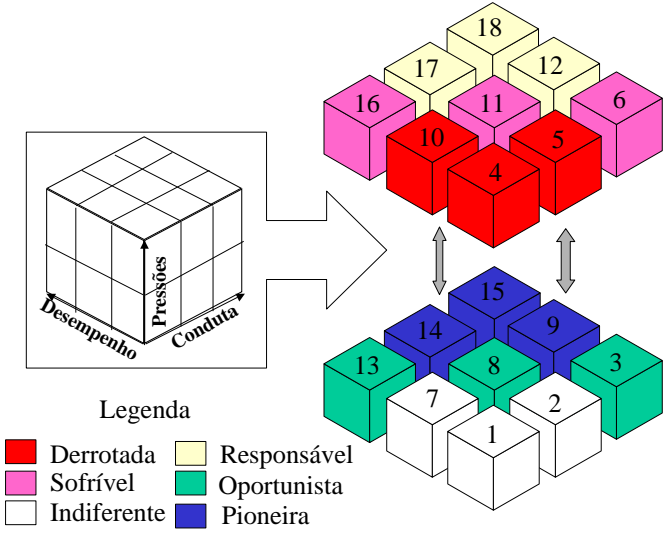 18
17
12
16
11
6
10
5
4
Pressões
Desempenho
Conduta
15
14
9
13
8
3
7
2
1
Legenda
Derrotada
Responsável
Sofrível
Oportunista
Indiferente
Pioneira